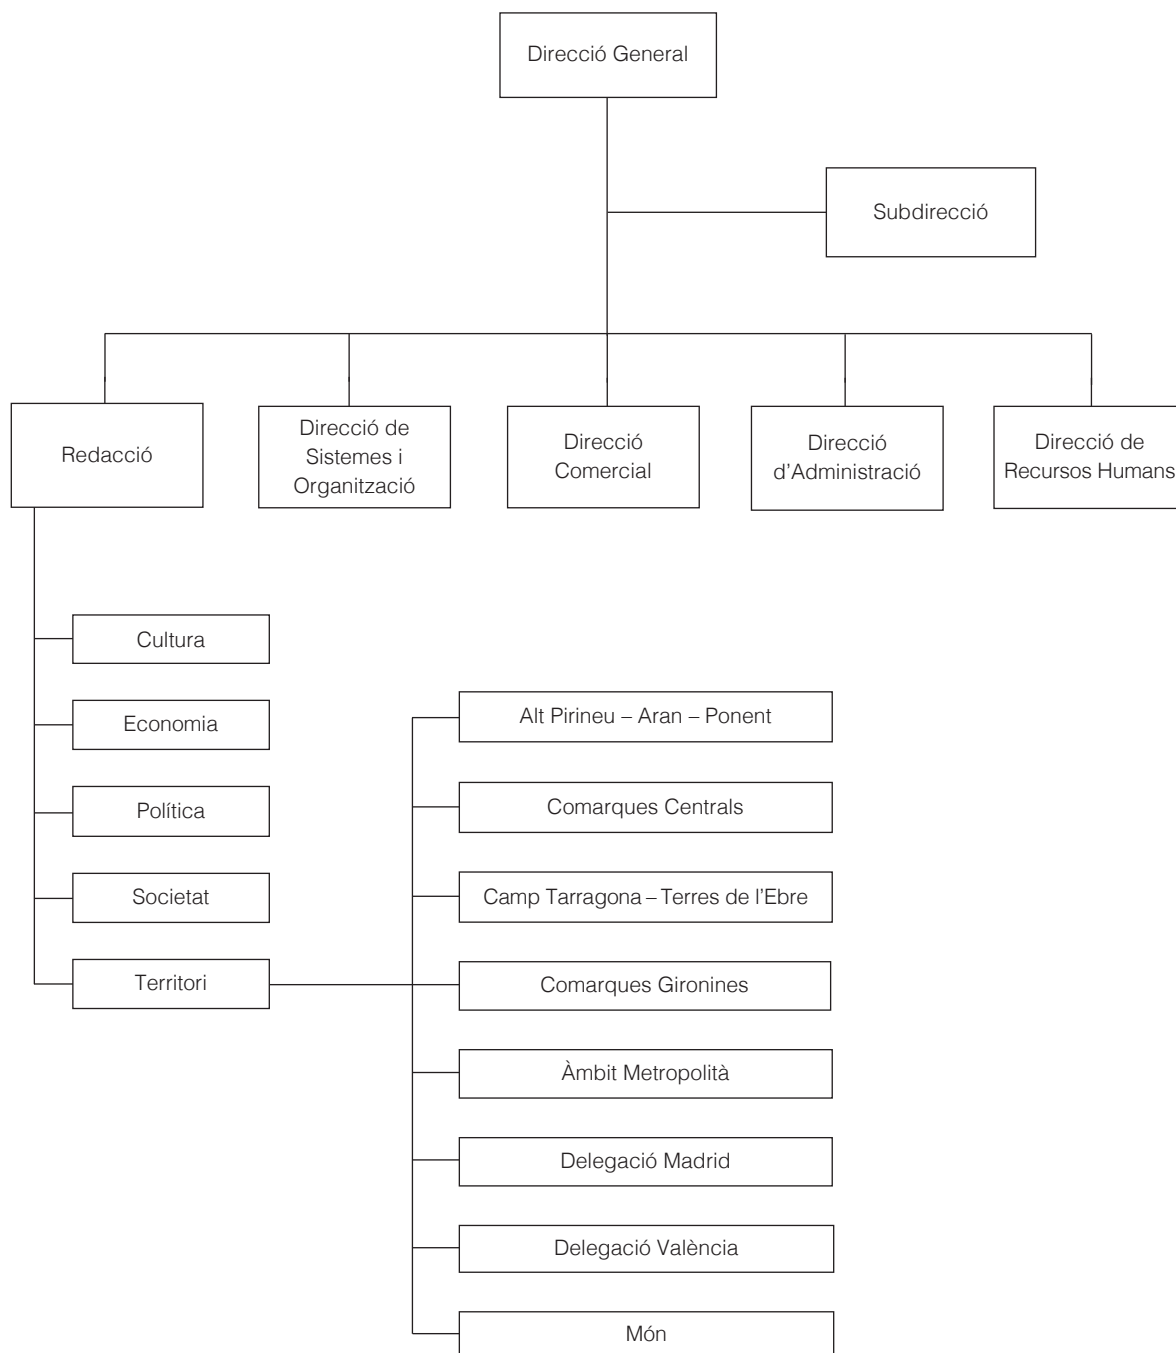 Direcció General
Subdirecció
Redacció
Direcció de
Sistemes i
Organització
Direcció
Comercial
Direcció
d'Administració
Direcció de
Recursos Humans
Cultura
Economia
Política
Societat
Territori
Alt Pirineu – Aran – Ponent
Comarques Centrals
Camp Tarragona – Terres de l'Ebre
Comarques Gironines
Àmbit Metropolità
Delegació Madrid
Delegació València
Món